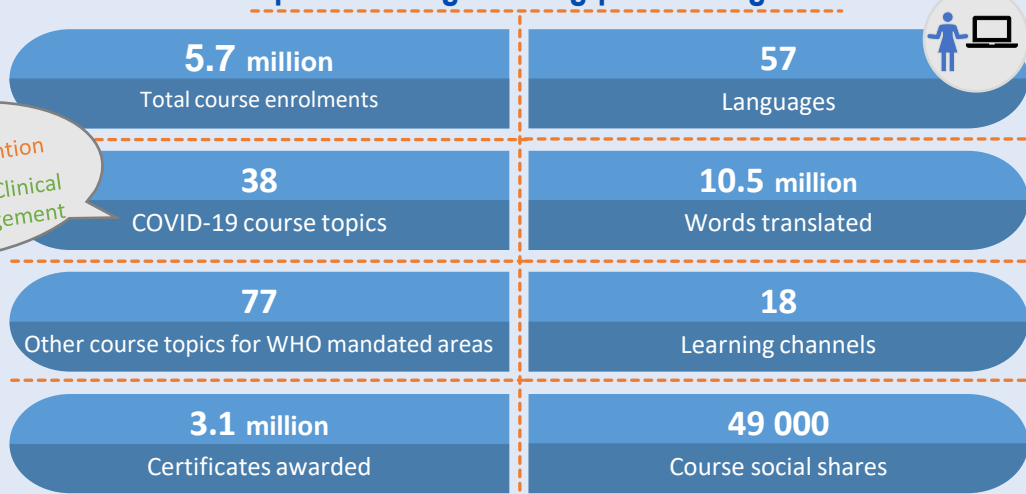 5.7 million
Total course enrolments
57
Languages
Clinical
38
COVID-19 course topics
10.5 million
Words translated
77
Other course topics for WHO mandated areas
18
Learning channels
3.1 million
Certificates awarded
49 000
Course social shares